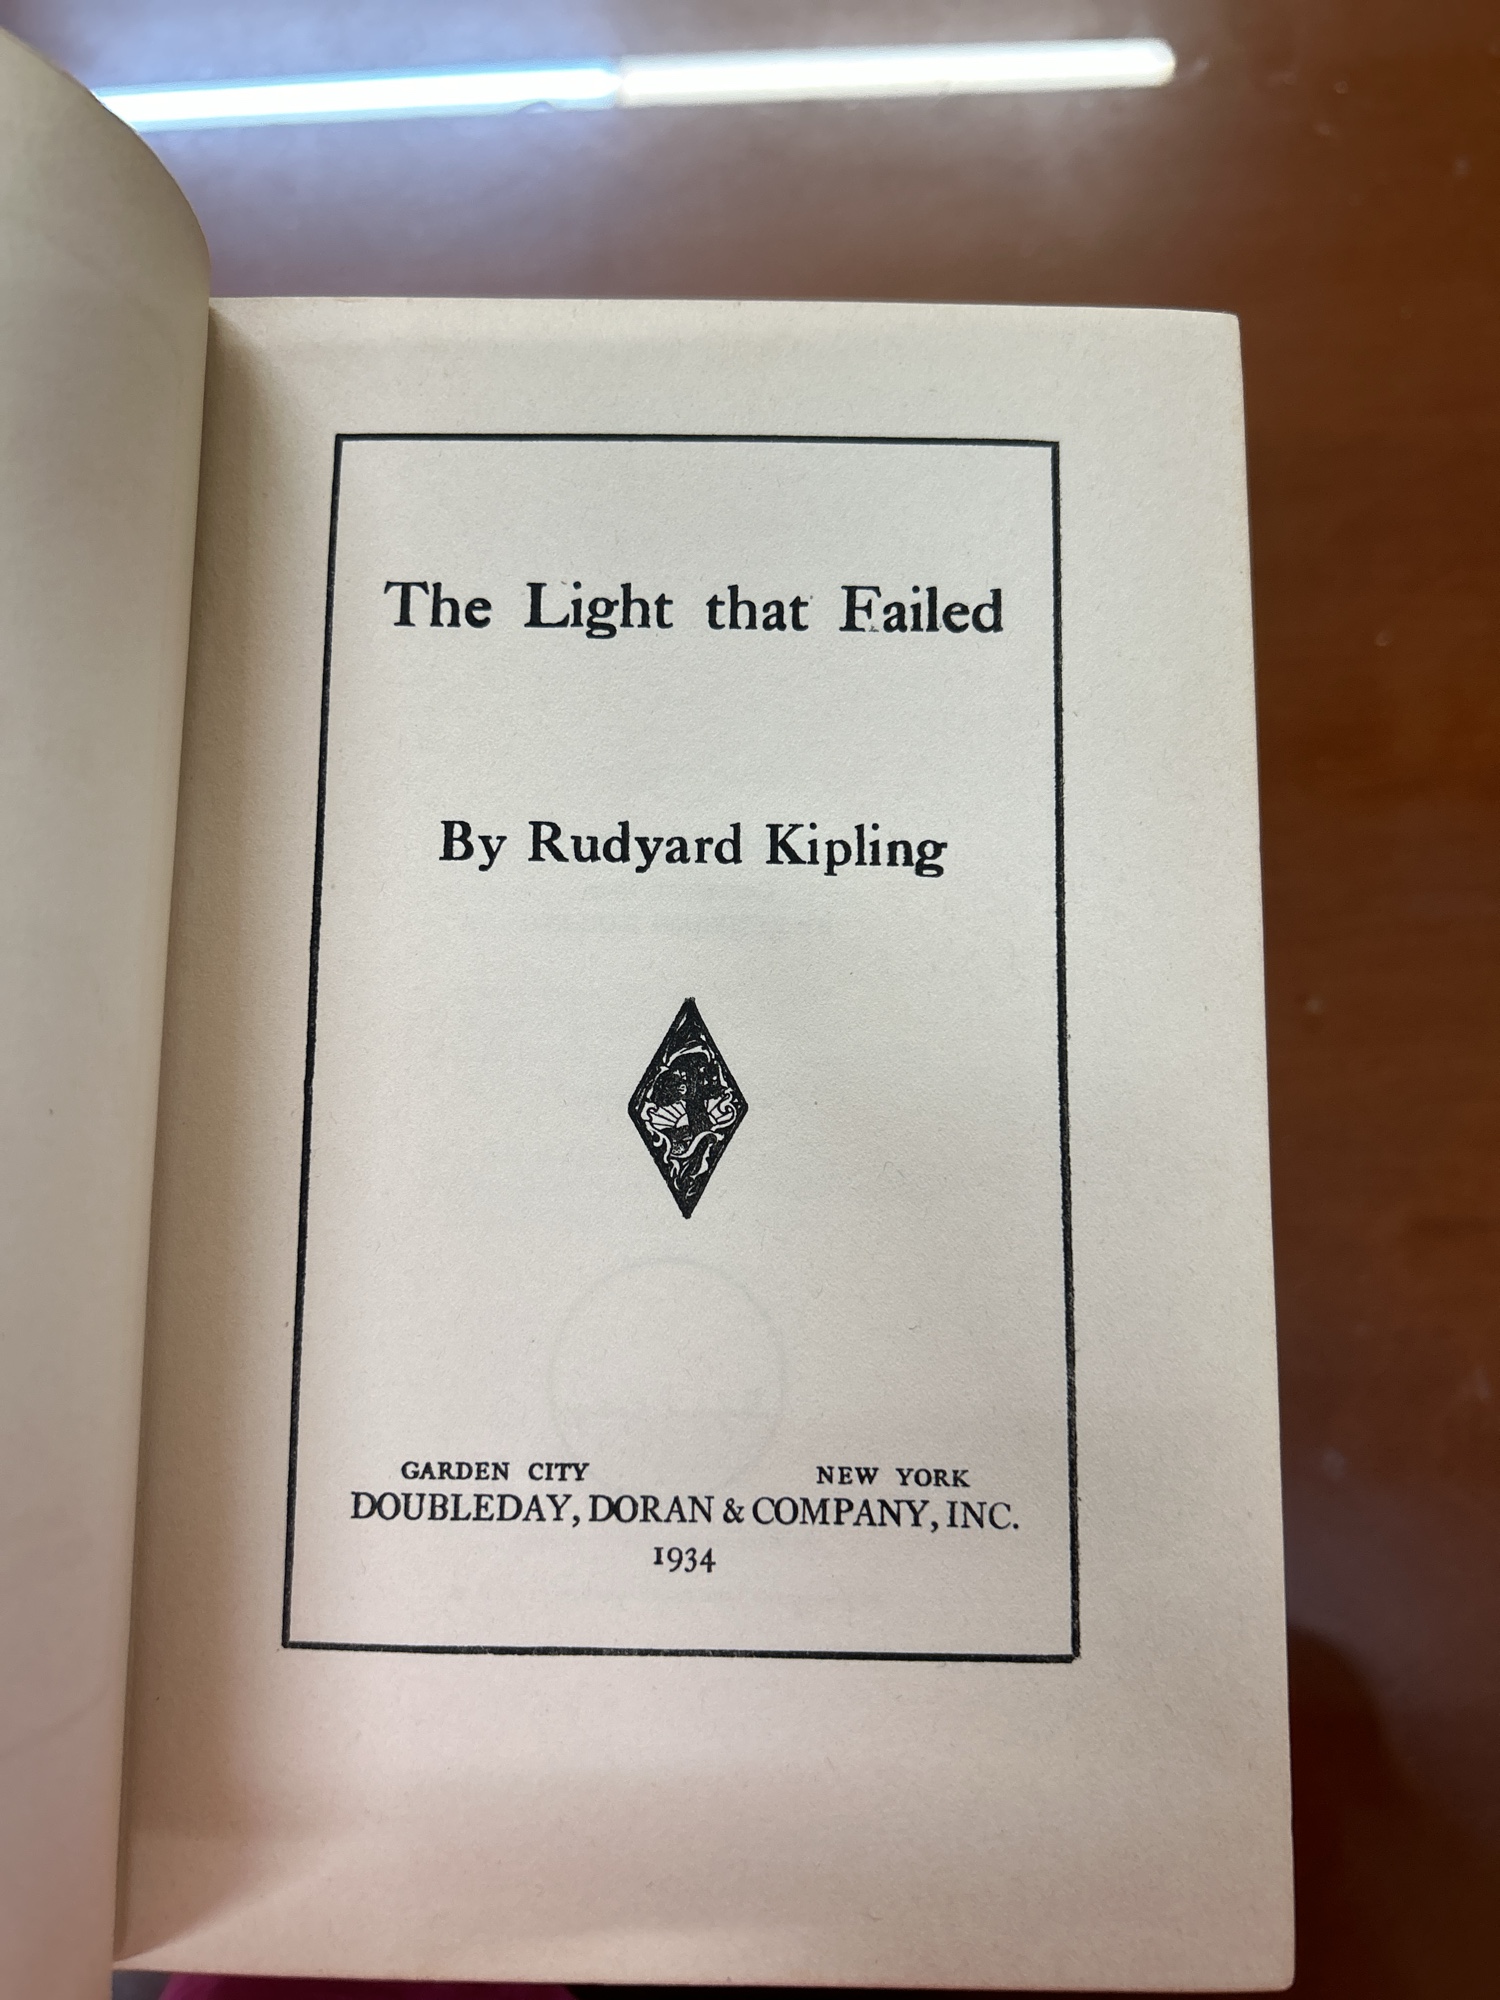 The Light that Failed
By Rudyard Kipling
GARDEN CITY NEW YORK
DOUBLEDAY, DORAN & COMPANY, INC.
1934